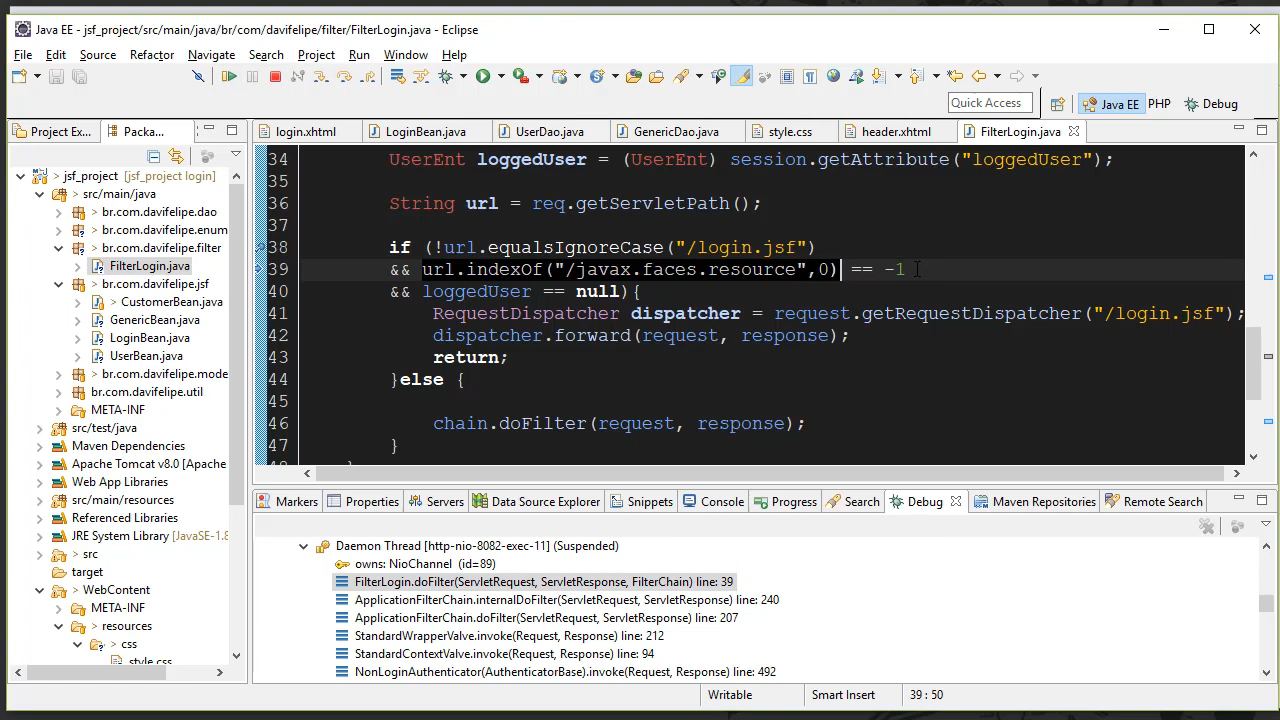 Java EE - jsf_project/src/main/java/br/com/davifelipe/filter/FilterLogin.java - Eclipse
File Edit Source Refactor Navigate Search Project Run Window Help
Quick Access Java EE PHP Debug
Project Ex... Packa...
login.xhtml LoginBean.java UserDao.java GenericDao.java style.css header.xhtml FilterLogin.java
> jsf_project [jsf_project login]
> src/main/java
> br.com.davifelipe.dao
> br.com.davifelipe.enum
> br.com.davifelipe.filter
> FilterLogin.java
> br.com.davifelipe.jsf
> CustomerBean.java
GenericBean.java
> LoginBean.java
> UserBean.java
> br.com.davifelipe.mode
br.com.davifelipe.util
META-INF
src/test/java
Maven Dependencies
Apache Tomcat v8.0 [Apache
Web App Libraries
src/main/resources
Referenced Libraries
JRE System Library [JavaSE-1.8
> src
target
WebContent
META-INF
> resources
> css
style.css
34 UserEnt loggedUser = (UserEnt) session.getAttribute("loggedUser");
35
36 String url = req.getServletPath();
37
38 if (!url.equalsIgnoreCase("/login.jsf")
39 && url.indexOf("/javax.faces.resource",0) == -1
40 && loggedUser == null){
41 RequestDispatcher dispatcher = request.getRequestDispatcher("/login.jsf");
42 dispatcher.forward(request, response);
43 return;
44 }else {
45
46 chain.doFilter(request, response);
47 }
48 }
Markers Properties Servers Data Source Explorer Snippets Console Progress Search Debug Maven Repositories Remote Search
Daemon Thread [http-nio-8082-exec-11] (Suspended)
owns: NioChannel (id=89)
FilterLogin.doFilter(ServletRequest, ServletResponse, FilterChain) line: 39
ApplicationFilterChain.internalDoFilter(ServletRequest, ServletResponse) line: 240
ApplicationFilterChain.doFilter(ServletRequest, ServletResponse) line: 207
StandardWrapperValve.invoke(Request, Response) line: 212
StandardContextValve.invoke(Request, Response) line: 94
NonLoginAuthenticator(AuthenticatorBase).invoke(Request, Response) line: 492
Writable Smart Insert 39 : 50